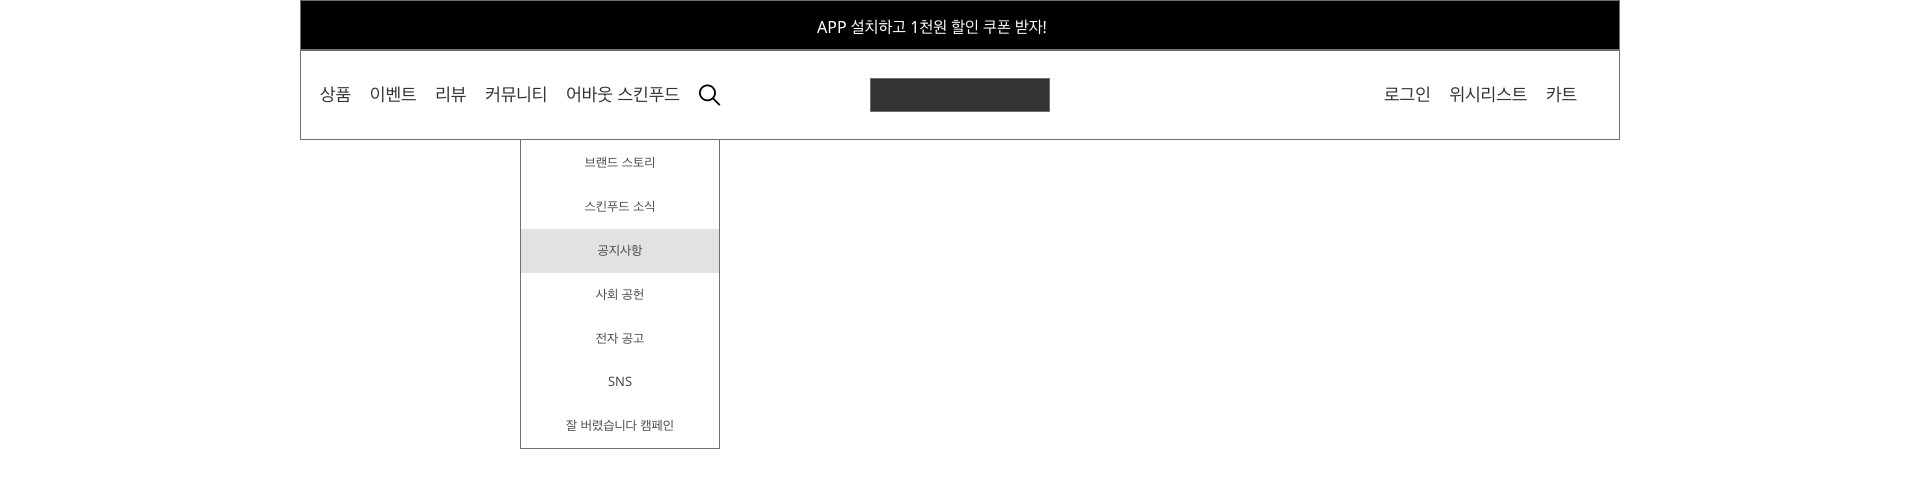 APP 설치하고 1천원 할인 쿠폰 받자!
상품 이벤트 리뷰 커뮤니티 어바웃 스킨푸드 로그인 위시리스트 카트
브랜드 스토리
스킨푸드 소식
공지사항
사회 공헌
전자 공고
SNS
잘 버렸습니다 캠페인